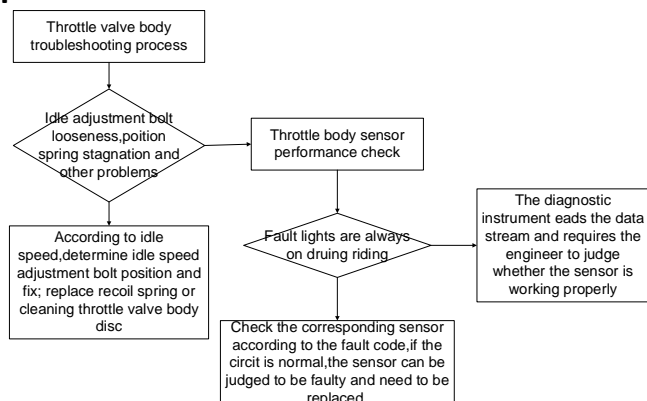 Throttle valve body
troubleshooting process
Idle adjustment bolt
looseness,poition
spring stagnation and
other problems
Throttle body sensor
performance check
According to idle
speed,determine idle speed
adjustment bolt position and
fix; replace recoil spring or
cleaning throttle valve body
disc
Fault lights are always
on druing riding
The diagnostic
instrument eads the data
stream and requires the
engineer to judge
whether the sensor is
working properly
Check the corresponding sensor
according to the fault code,if the
circit is normal,the sensor can be
judged to be faulty and need to be
replaced